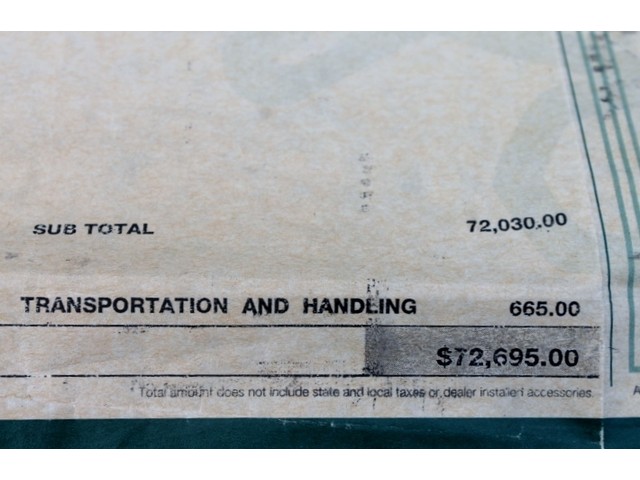 SUB TOTAL 72,030.00
TRANSPORTATION AND HANDLING 665.00
$72,695.00
* Total amount does not include state and local taxes or dealer installed accessories.